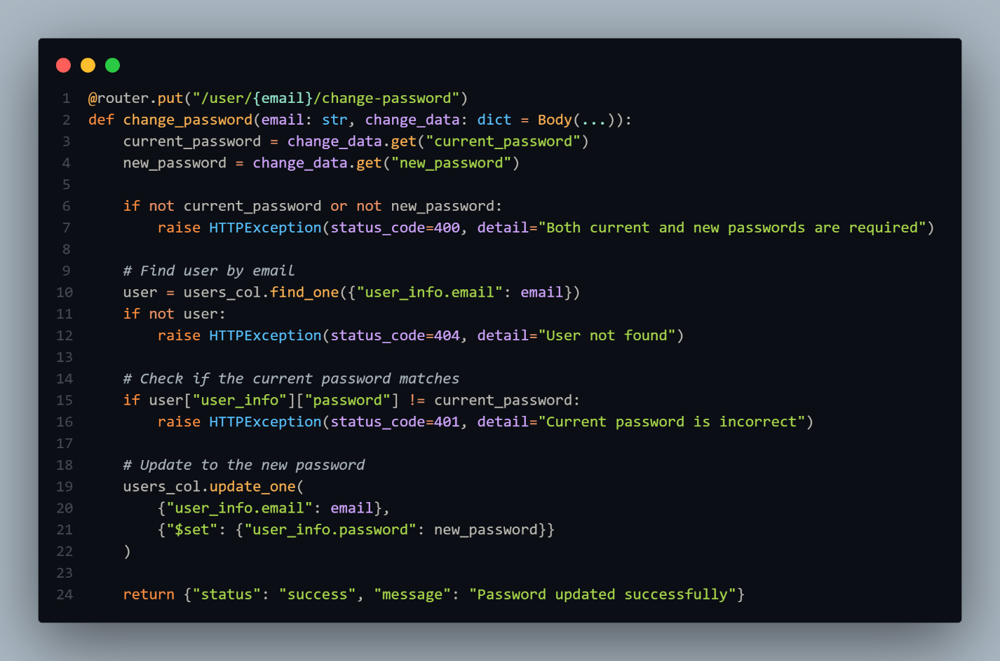 1 @router.put("/user/{email}/change-password")
2 def change_password(email: str, change_data: dict = Body(...)):
3     current_password = change_data.get("current_password")
4     new_password = change_data.get("new_password")
5
6     if not current_password or not new_password:
7         raise HTTPException(status_code=400, detail="Both current and new passwords are required")
8
9     # Find user by email
10     user = users_col.find_one({"user_info.email": email})
11     if not user:
12         raise HTTPException(status_code=404, detail="User not found")
13
14     # Check if the current password matches
15     if user["user_info"]["password"] != current_password:
16         raise HTTPException(status_code=401, detail="Current password is incorrect")
17
18     # Update to the new password
19     users_col.update_one(
20         {"user_info.email": email},
21         {"$set": {"user_info.password": new_password}}
22     )
23
24     return {"status": "success", "message": "Password updated successfully"}